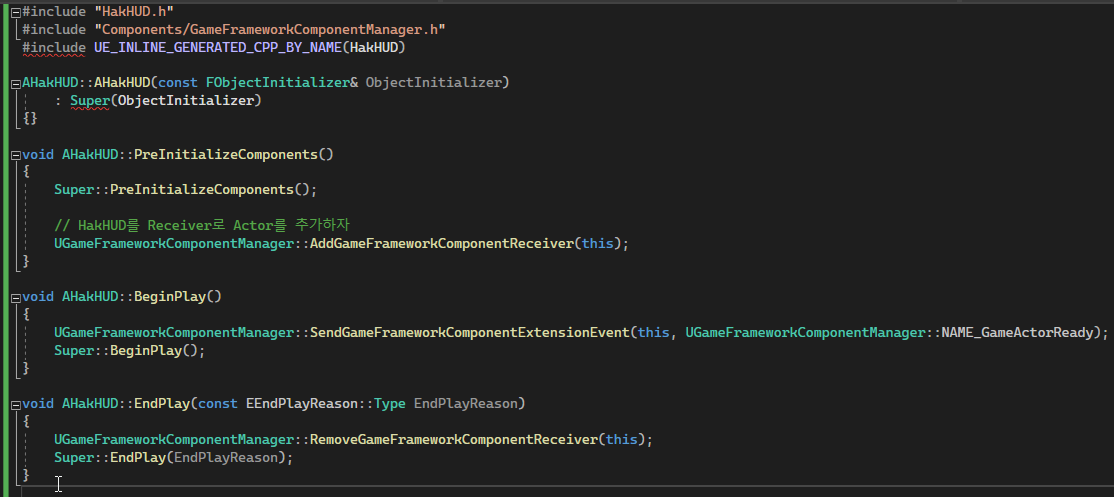 #include "HakHUD.h"
#include "Components/GameFrameworkComponentManager.h"
#include UE_INLINE_GENERATED_CPP_BY_NAME(HakHUD)
AHakHUD::AHakHUD(const FObjectInitializer& ObjectInitializer)
: Super(ObjectInitializer)
{}
void AHakHUD::PreInitializeComponents()
{
Super::PreInitializeComponents();
// HakHUD를 Receiver로 Actor를 추가하자
UGameFrameworkComponentManager::AddGameFrameworkComponentReceiver(this);
}
void AHakHUD::BeginPlay()
{
UGameFrameworkComponentManager::SendGameFrameworkComponentExtensionEvent(this, UGameFrameworkComponentManager::NAME_GameActorReady);
Super::BeginPlay();
}
void AHakHUD::EndPlay(const EEndPlayReason::Type EndPlayReason)
{
UGameFrameworkComponentManager::RemoveGameFrameworkComponentReceiver(this);
Super::EndPlay(EndPlayReason);
}